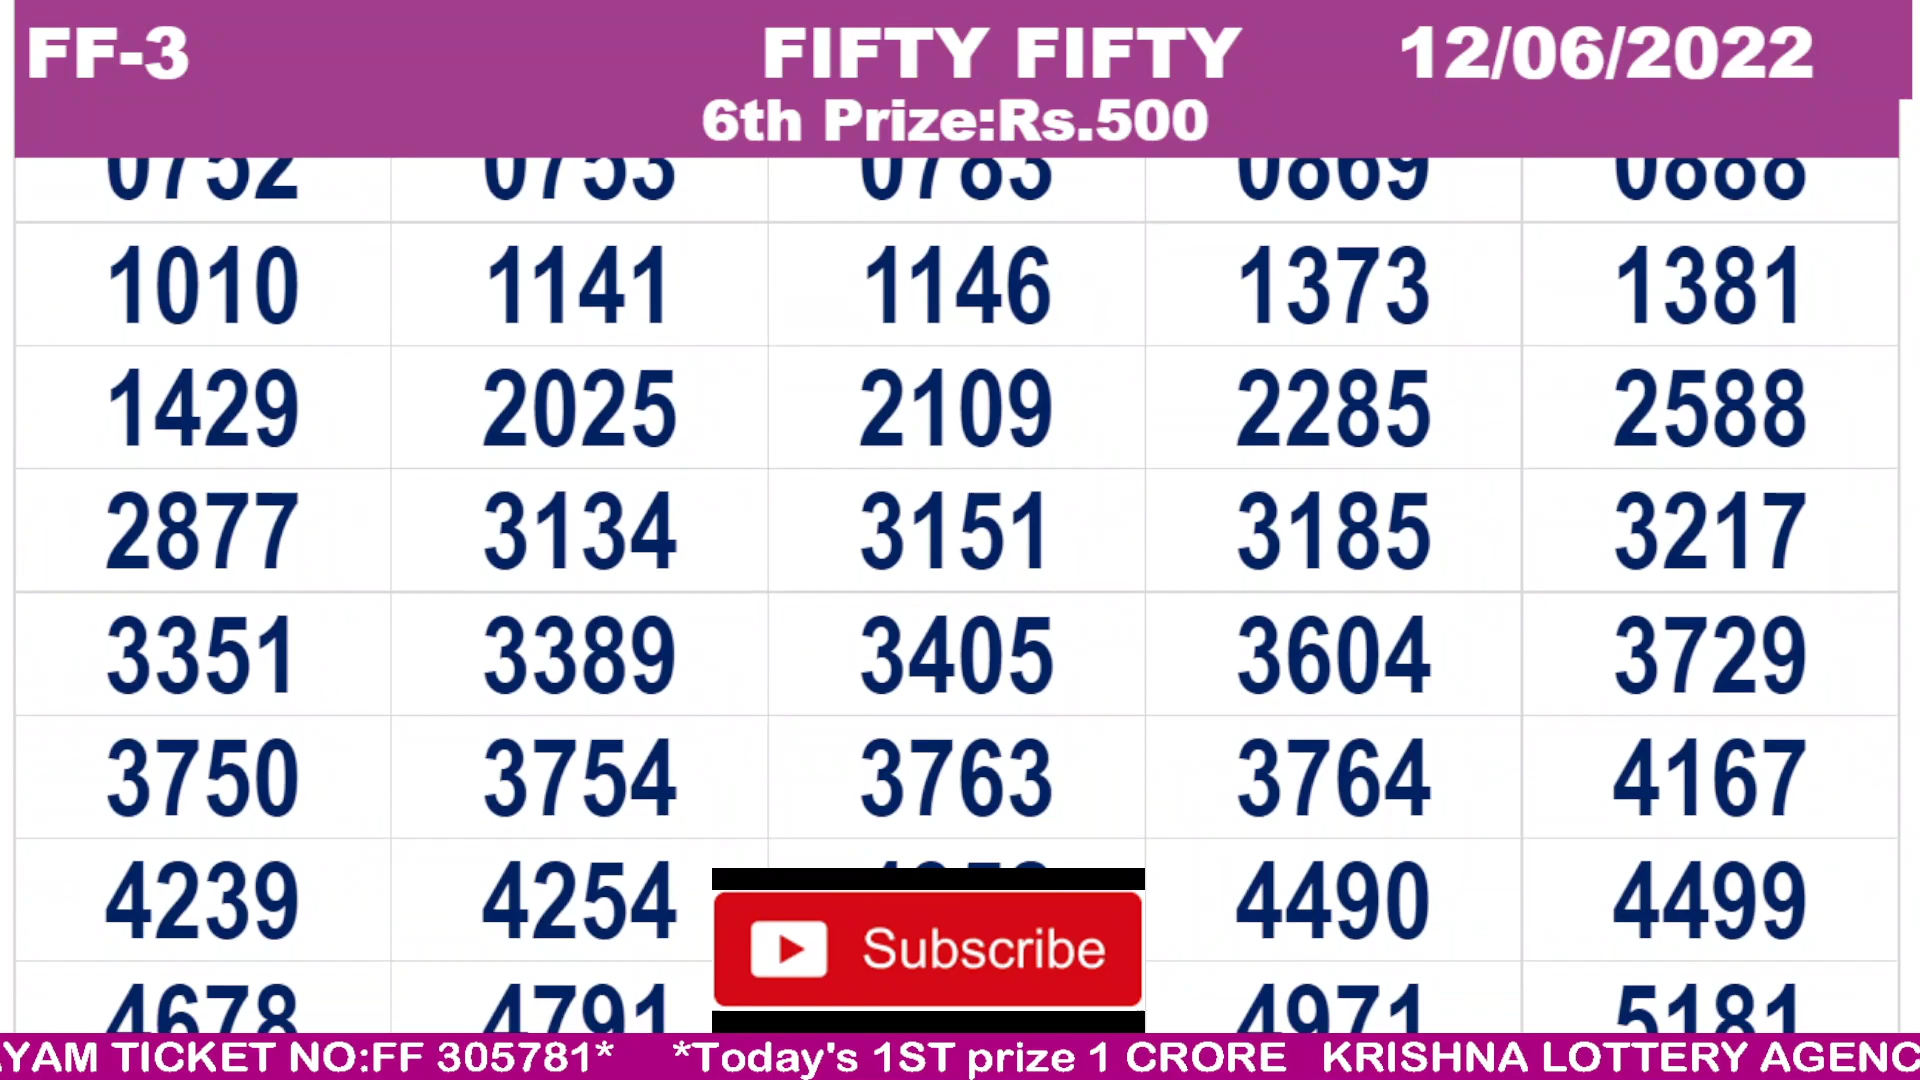 FF-3 FIFTY FIFTY 12/06/2022
6th Prize:Rs.500
0752 0753 0783 0869 0888
1010 1141 1146 1373 1381
1429 2025 2109 2285 2588
2877 3134 3151 3185 3217
3351 3389 3405 3604 3729
3750 3754 3763 3764 4167
4239 4254 4490 4499
Subscribe
4678 4791 4971 5181
TICKET NO:FF 305781* *Today's 1ST prize 1 CRORE KRISHNA LOTTERY